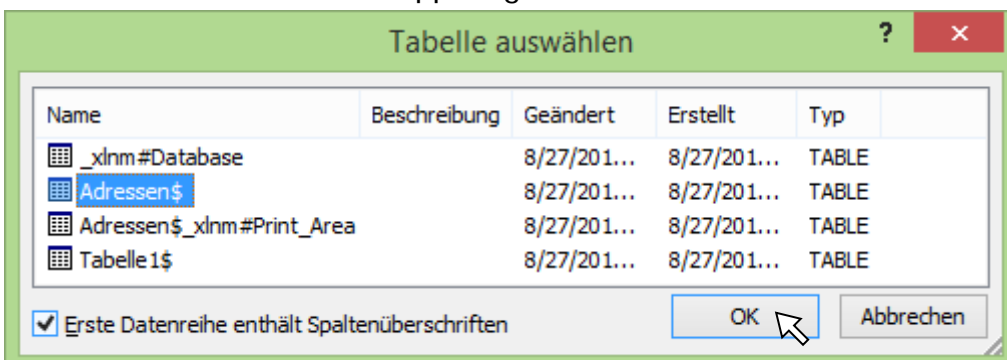 Tabelle auswählen ? ×
Name Beschreibung Geändert Erstellt Typ
_xlnm#Database 8/27/201... 8/27/201... TABLE
Adressen$ 8/27/201... 8/27/201... TABLE
Adressen$_xlnm#Print_Area 8/27/201... 8/27/201... TABLE
Tabelle1$ 8/27/201... 8/27/201... TABLE
Erste Datenreihe enthält Spaltenüberschriften OK Abbrechen